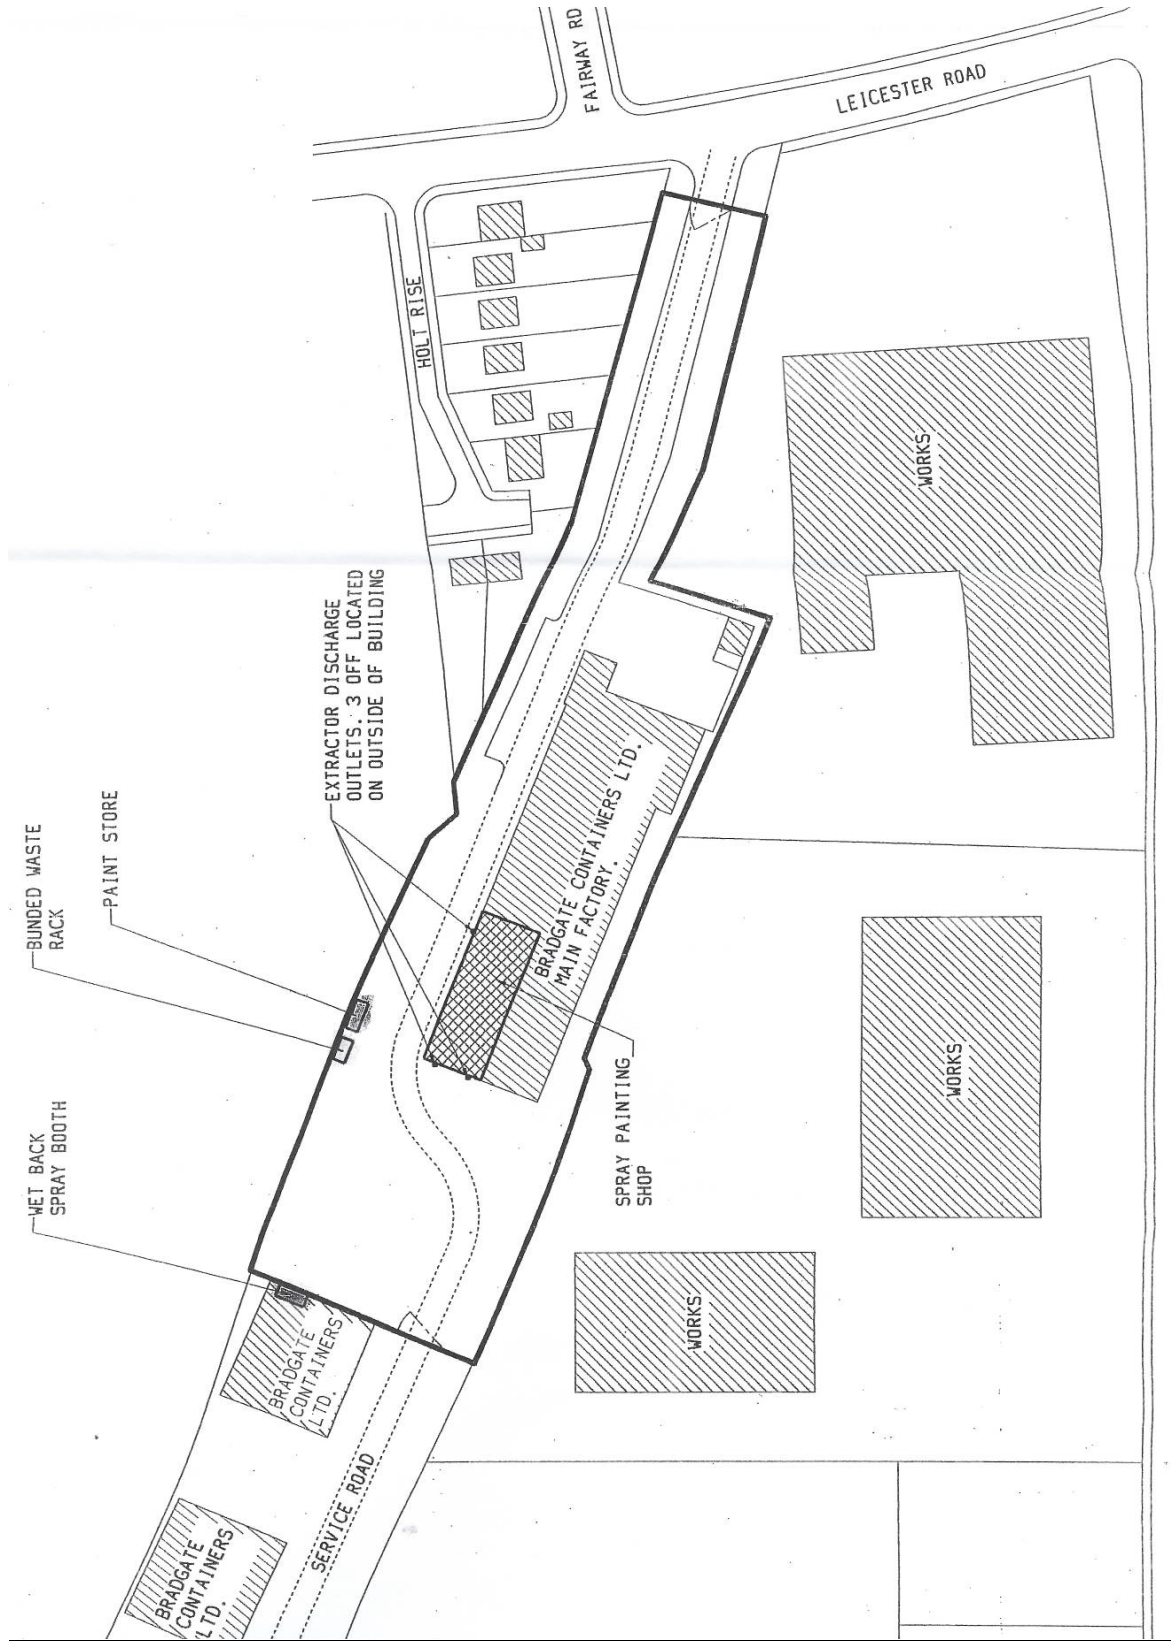 FAIRWAY RD
LEICESTER ROAD
HOLT RISE
WORKS
EXTRACTOR DISCHARGE
OUTLETS. 3 OFF LOCATED
ON OUTSIDE OF BUILDING
BUNDED WASTE
RACK
PAINT STORE
BRADGATE CONTAINERS LTD.
MAIN FACTORY.
WET BACK
SPRAY BOOTH
SPRAY PAINTING
SHOP
WORKS
WORKS
BRADGATE
CONTAINERS
LTD.
SERVICE ROAD
BRADGATE
CONTAINERS
LTD.